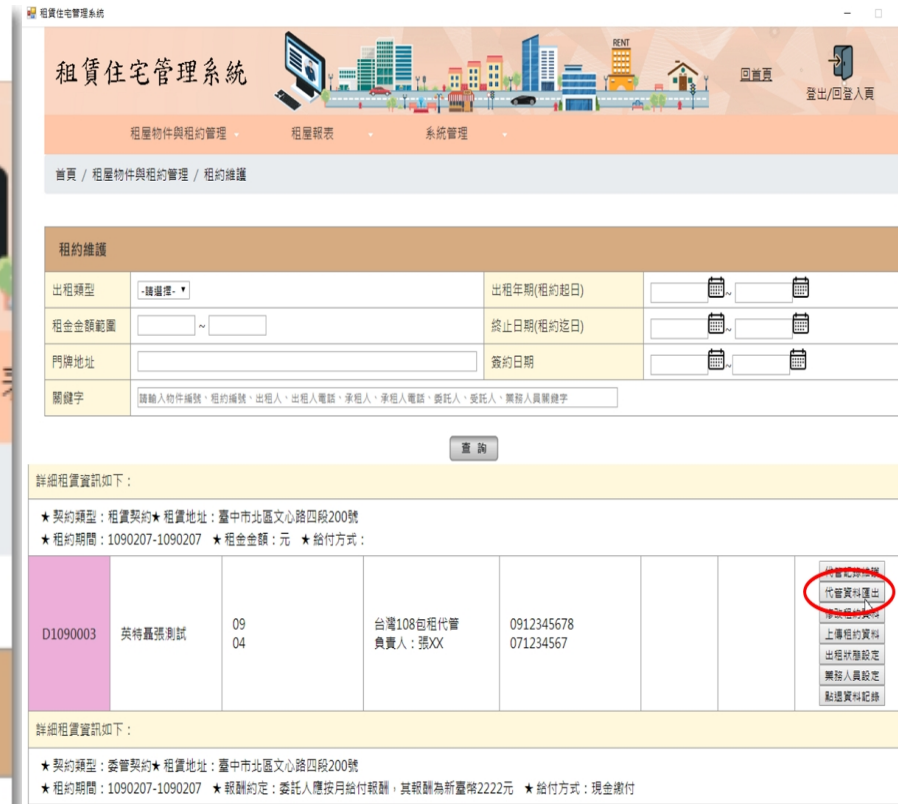 租賃住宅管理系統
租賃住宅管理系統
RENT
回首頁
登出/回登入頁
租屋物件與租約管理
租屋報表
系統管理
首頁 / 租屋物件與租約管理 / 租約維護
租約維護
出租類型 -請選擇- 出租年期(租約起日) ~
租金金額範圍 ~ 終止日期(租約迄日) ~
門牌地址 簽約日期 ~
關鍵字 請輸入物件編號、租約編號、出租人、出租人電話、承租人、承租人電話、委託人、受託人、業務人員關鍵字
查 詢
詳細租賃資訊如下：
★契約類型：租賃契約★租賃地址：臺中市北區文心路四段200號
★租約期間：1090207-1090207 ★租金金額：元 ★給付方式：
D1090003
英特聶張測試
09
04
台灣108包租代管
負責人：張XX
0912345678
071234567
代管記錄維護
代管資料匯出
修改租約資料
上傳租約資料
出租狀態設定
業務人員設定
點退資料記錄
詳細租賃資訊如下：
★契約類型：委管契約★租賃地址：臺中市北區文心路四段200號
★租約期間：1090207-1090207 ★報酬約定：委託人應按月給付報酬，其報酬為新臺幣2222元 ★給付方式：現金繳付